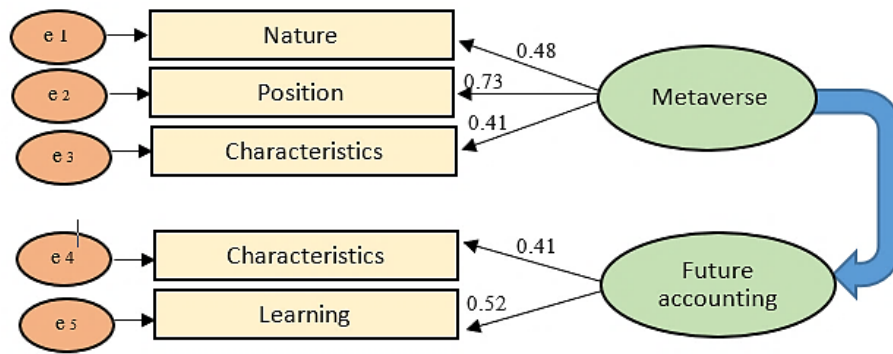 e 1
Nature
0.48
Metaverse
e 2
Position
0.73
e 3
Characteristics
0.41
e 4
Characteristics
0.41
Future
accounting
e 5
Learning
0.52